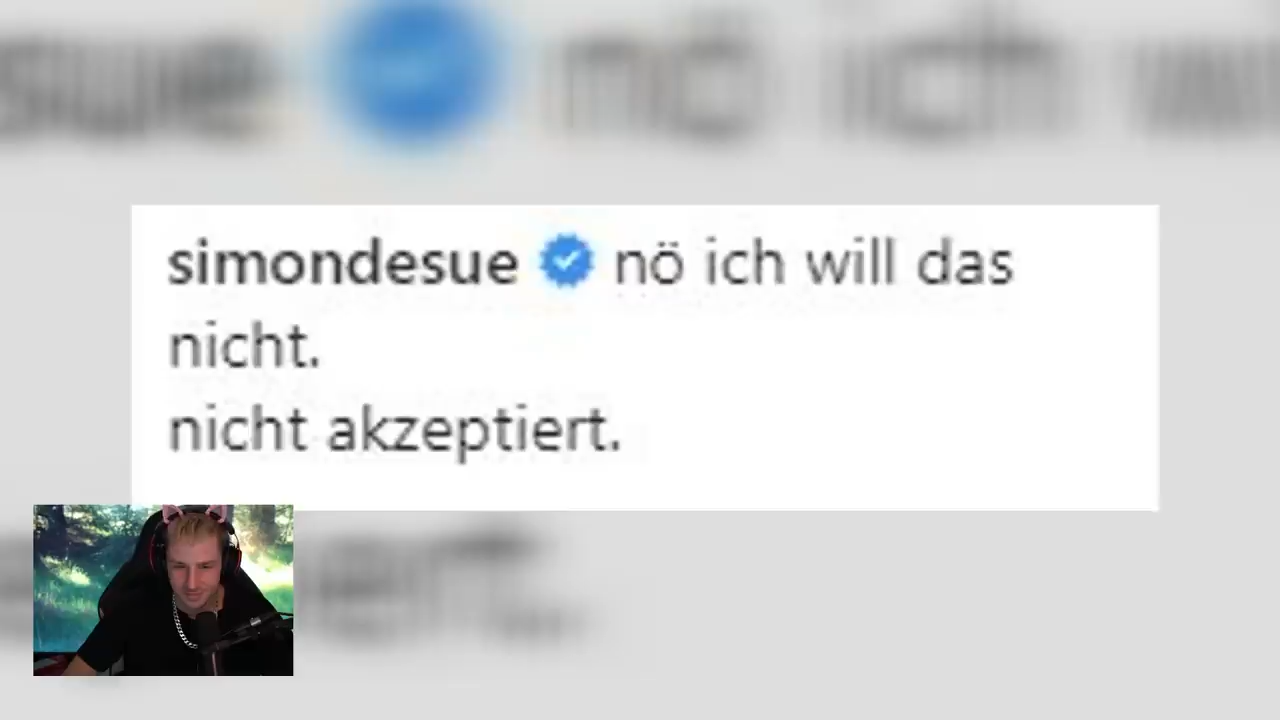 simondesue nö ich will das
nicht.
nicht akzeptiert.